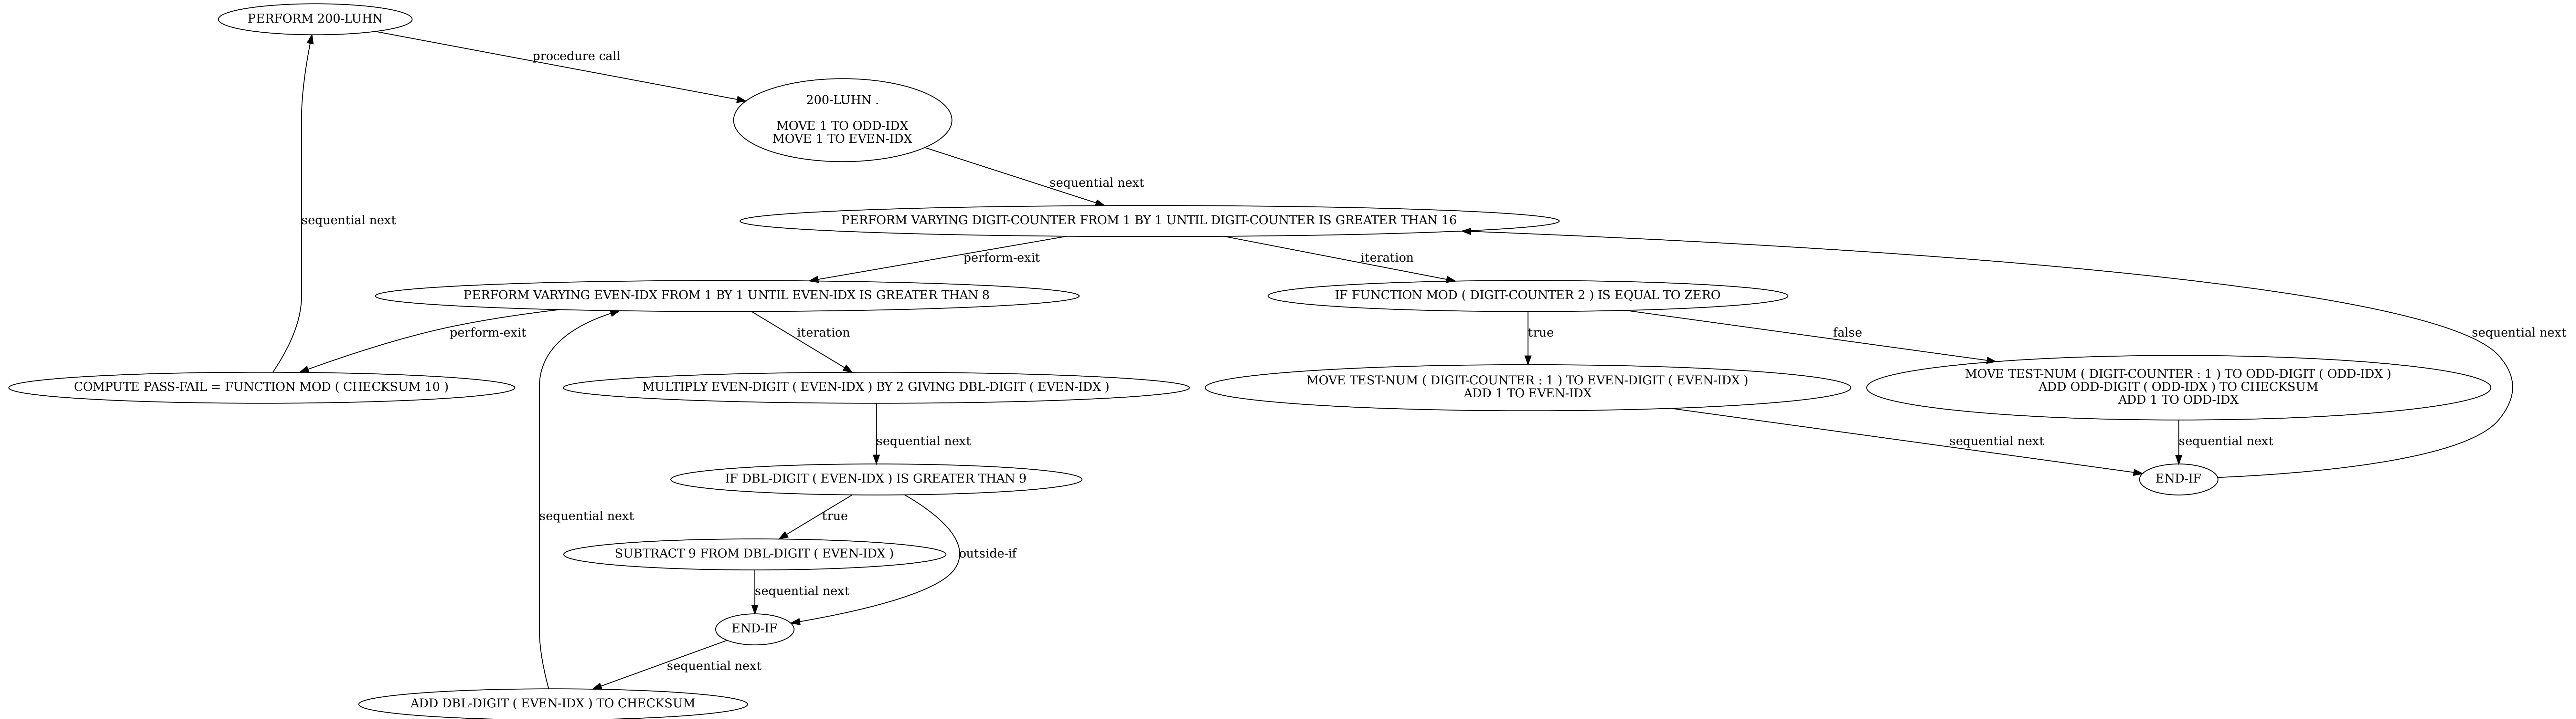 PERFORM 200-LUHN
procedure call
200-LUHN .
MOVE 1 TO ODD-IDX
MOVE 1 TO EVEN-IDX
sequential next
sequential next
PERFORM VARYING DIGIT-COUNTER FROM 1 BY 1 UNTIL DIGIT-COUNTER IS GREATER THAN 16
perform-exit
iteration
PERFORM VARYING EVEN-IDX FROM 1 BY 1 UNTIL EVEN-IDX IS GREATER THAN 8
IF FUNCTION MOD ( DIGIT-COUNTER 2 ) IS EQUAL TO ZERO
perform-exit
iteration
true
false
sequential next
COMPUTE PASS-FAIL = FUNCTION MOD ( CHECKSUM 10 )
MULTIPLY EVEN-DIGIT ( EVEN-IDX ) BY 2 GIVING DBL-DIGIT ( EVEN-IDX )
MOVE TEST-NUM ( DIGIT-COUNTER : 1 ) TO EVEN-DIGIT ( EVEN-IDX )
ADD 1 TO EVEN-IDX
MOVE TEST-NUM ( DIGIT-COUNTER : 1 ) TO ODD-DIGIT ( ODD-IDX )
ADD ODD-DIGIT ( ODD-IDX ) TO CHECKSUM
ADD 1 TO ODD-IDX
sequential next
sequential next
sequential next
IF DBL-DIGIT ( EVEN-IDX ) IS GREATER THAN 9
END-IF
sequential next
true
SUBTRACT 9 FROM DBL-DIGIT ( EVEN-IDX )
outside-if
sequential next
END-IF
sequential next
ADD DBL-DIGIT ( EVEN-IDX ) TO CHECKSUM